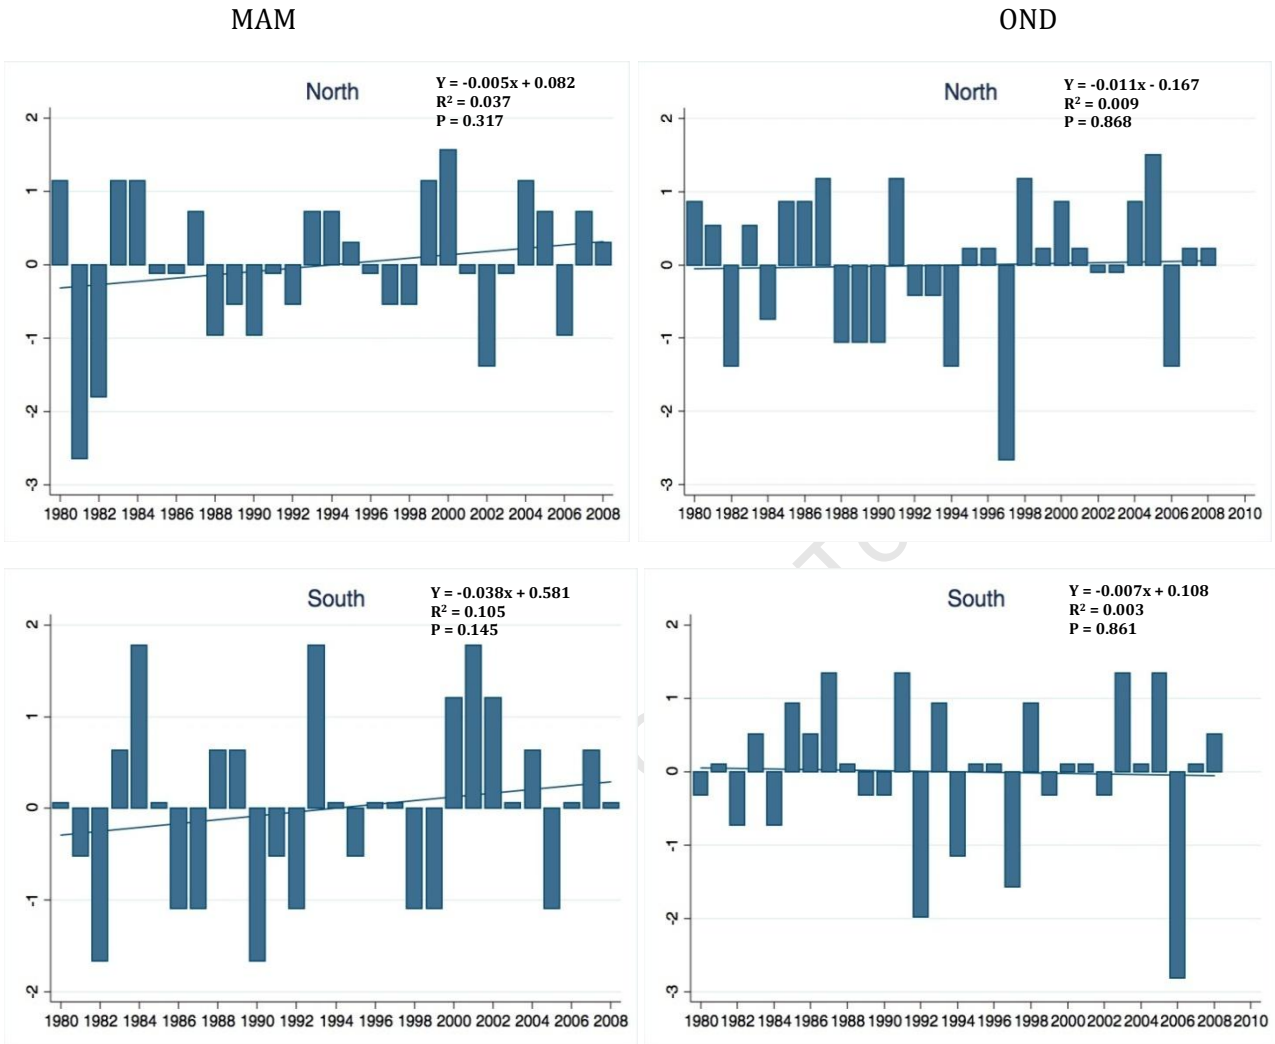 MAM
OND
North
Y = -0.005x + 0.082
R² = 0.037
P = 0.317
2
1
0
-1
-2
-3
1980 1982 1984 1986 1988 1990 1992 1994 1996 1998 2000 2002 2004 2006 2008
North
Y = -0.011x - 0.167
R² = 0.009
P = 0.868
2
1
0
-1
-2
-3
1980 1982 1984 1986 1988 1990 1992 1994 1996 1998 2000 2002 2004 2006 2008 2010
South
Y = -0.038x + 0.581
R² = 0.105
P = 0.145
2
1
0
-1
-2
1980 1982 1984 1986 1988 1990 1992 1994 1996 1998 2000 2002 2004 2006 2008
South
Y = -0.007x + 0.108
R² = 0.003
P = 0.861
2
1
0
-1
-2
-3
1980 1982 1984 1986 1988 1990 1992 1994 1996 1998 2000 2002 2004 2006 2008 2010